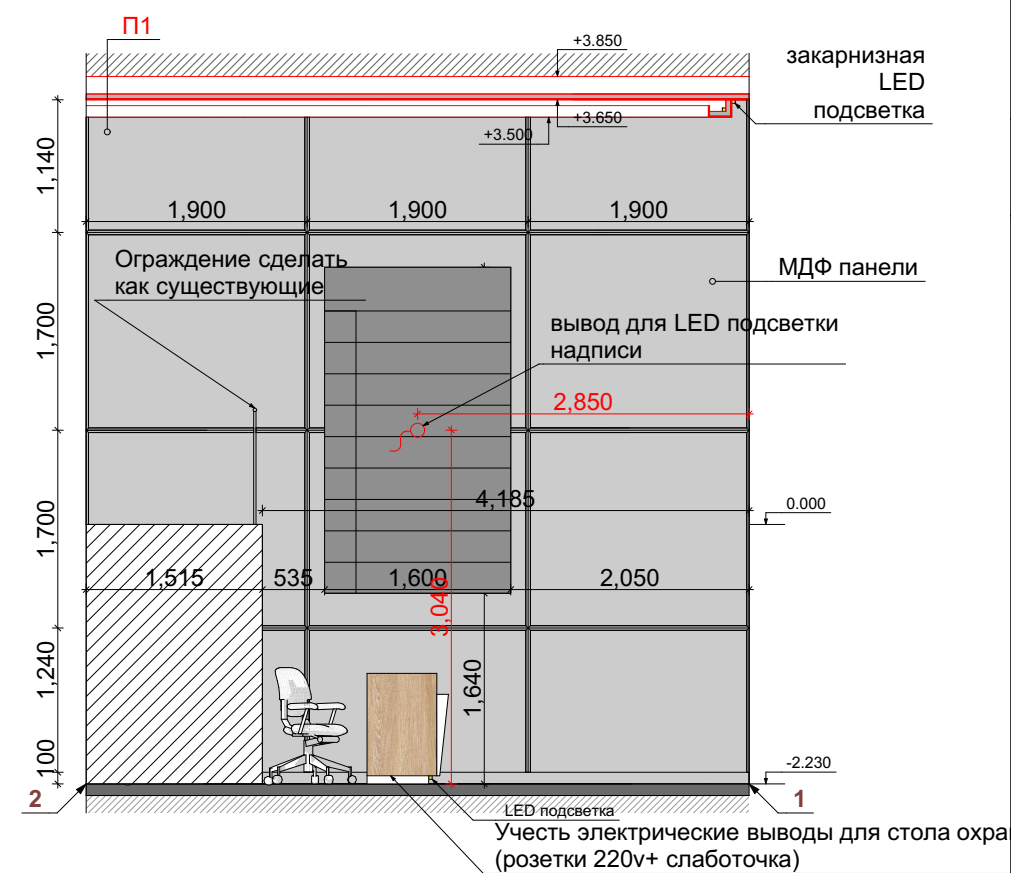 П1
+3.850
закарнизная
LED
подсветка
+3.650
+3.500
1,140
1,900
1,900
1,900
Ограждение сделать
как существующие
МДФ панели
1,700
вывод для LED подсветки
надписи
2,850
4,185
0.000
1,700
1,515
535
1,600
2,050
3,040
1,240
1,640
100
-2.230
2
1
LED подсветка
Учесть электрические выводы для стола охра
(розетки 220v+ слаботочка)